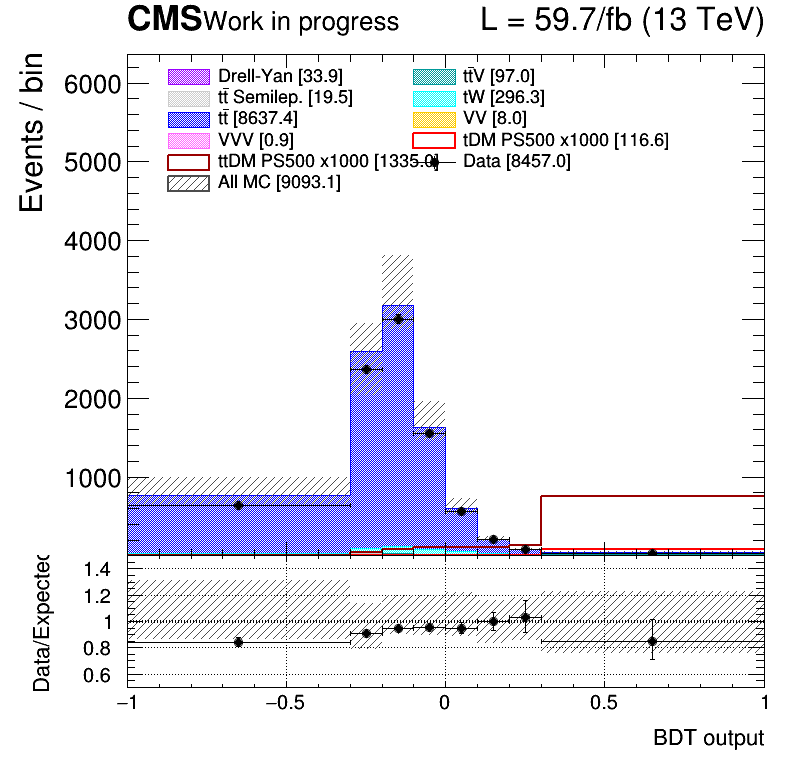 CMS Work in progress L = 59.7/fb (13 TeV)
Events / bin
6000
5000
4000
3000
2000
1000
Drell-Yan [33.9] tt̄V [97.0]
tt̄ Semilep. [19.5] tW [296.3]
tt̄ [8637.4] VV [8.0]
VVV [0.9] tDM PS500 x1000 [116.6]
ttDM PS500 x1000 [1335.0] Data [8457.0]
All MC [9093.1]
Data/Expected
1.4
1.2
1
0.8
0.6
−1 −0.5 0 0.5 1
BDT output